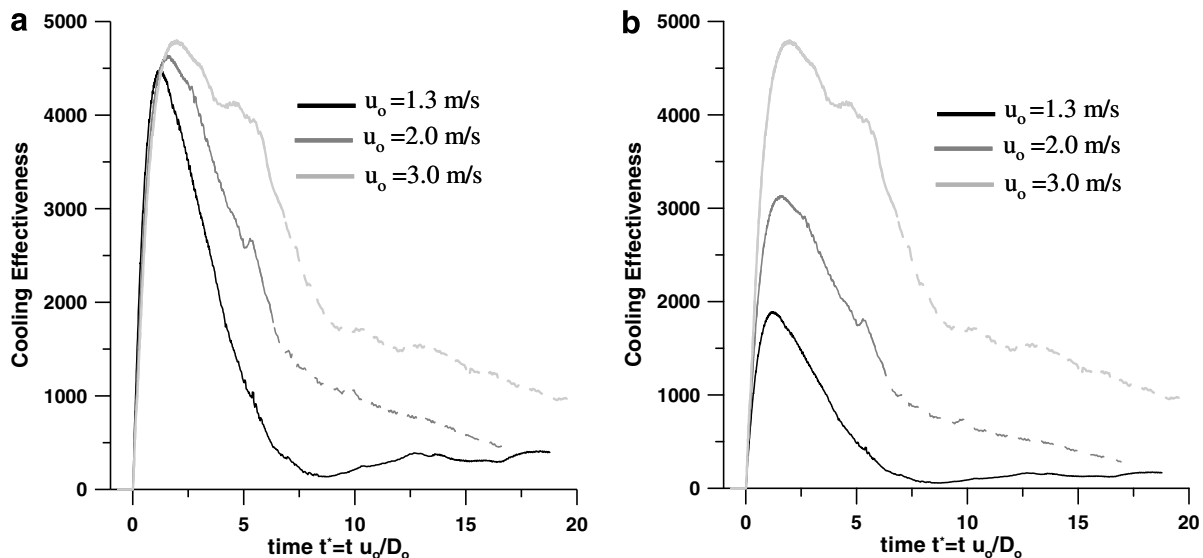 a
5000
4000
3000
2000
1000
0
Cooling Effectiveness
u_o =1.3 m/s
u_o =2.0 m/s
u_o =3.0 m/s
0 5 10 15 20
time t*=t u_o/D_o
b
5000
4000
3000
2000
1000
0
Cooling Effectiveness
u_o =1.3 m/s
u_o =2.0 m/s
u_o =3.0 m/s
0 5 10 15 20
time t*=t u_o/D_o